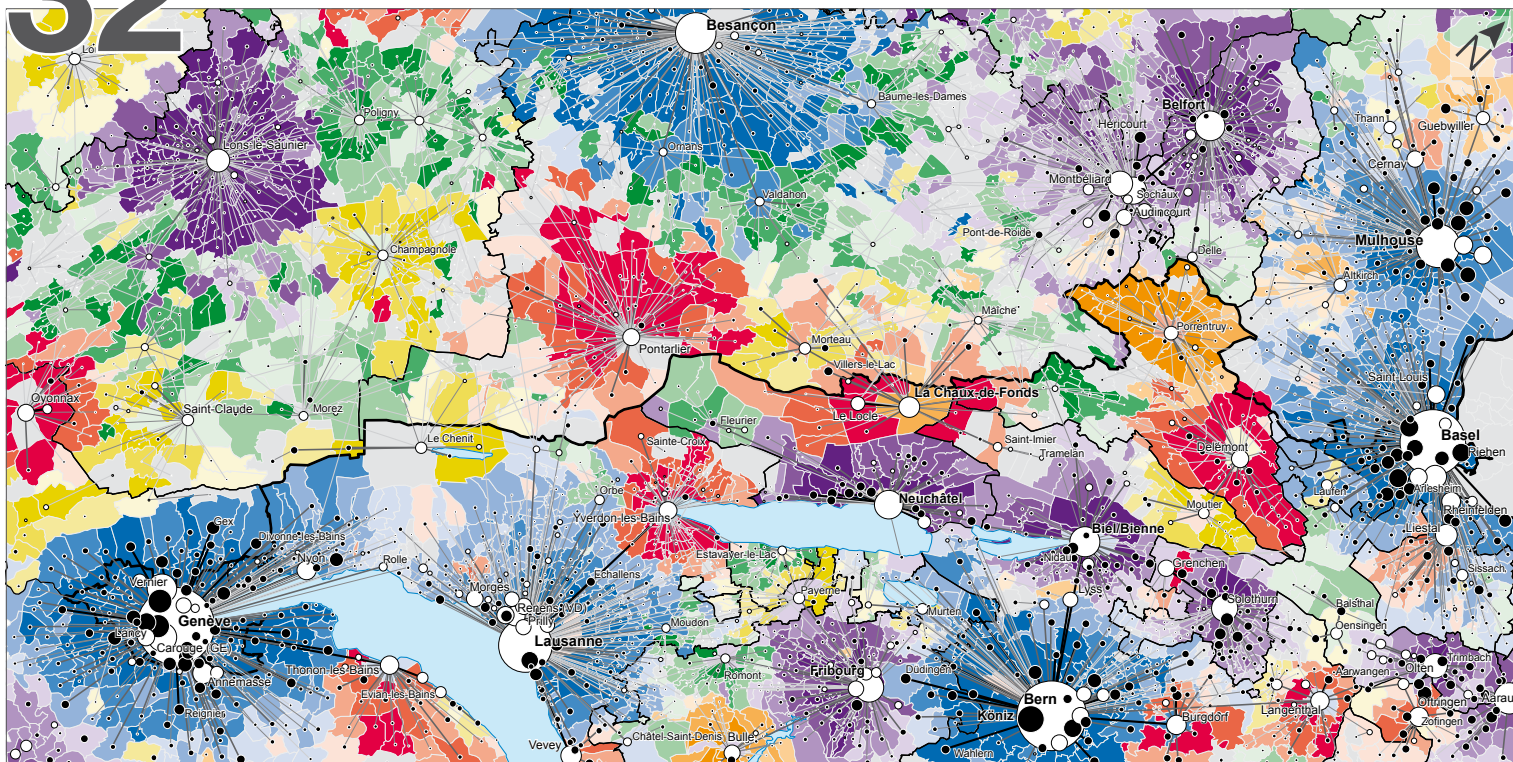 32
N
Besançon
Baume-les-Dames
Belfort
Héricourt
Thann
Guebwiller
Cernay
Lons-le-Saunier
Poligny
Ornans
Valdahon
Montbéliard
Sochaux
Audincourt
Pont-de-Roide
Delle
Mulhouse
Altkirch
Champagnole
Pontarlier
Morteau
Villers-le-Lac
Maîche
Porrentruy
Saint-Louis
Oyonnax
Saint-Claude
Morez
Le Chenit
Fleurier
Le Locle
La Chaux-de-Fonds
Saint-Imier
Tramelan
Delémont
Basel
Riehen
Arlesheim
Laufen
Rheinfelden
Liestal
Sissach
Sainte-Croix
Orbe
Yverdon-les-Bains
Neuchâtel
Biel/Bienne
Nidau
Moutier
Grenchen
Lyss
Solothurn
Balsthal
Oensingen
Gex
Divonne-les-Bains
Nyon
Rolle
Morges
Renens (VD)
Prilly
Lausanne
Echallens
Estavayer-le-Lac
Payerne
Murten
Moudon
Vernier
Genève
Lancy
Carouge (GE)
Annemasse
Reignier
Thonon-les-Bains
Evian-les-Bains
Vevey
Romont
Fribourg
Düdingen
Châtel-Saint-Denis
Bulle
Bern
Köniz
Wahlern
Burgdorf
Langenthal
Aarwangen
Olten
Trimbach
Oftringen
Zofingen
Aarau